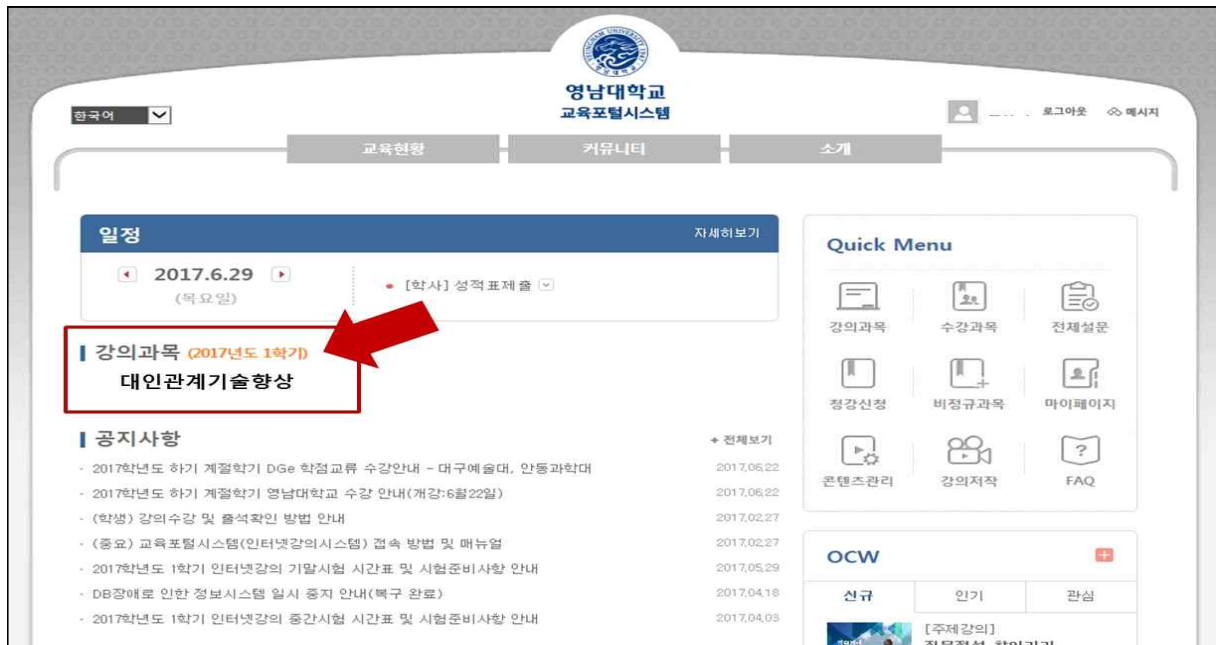 영남대학교
교육포털시스템
한국어
로그아웃 메시지
교육현황 커뮤니티 소개
일정 자세히보기
2017.6.29
(목요일)
• [학사] 성적표제출
강의과목 (2017년도 1학기)
대인관계기술향상
공지사항 + 전체보기
- 2017학년도 하기 계절학기 DGe 학점교류 수강안내 - 대구예술대, 안동과학대 2017,06,22
- 2017학년도 하기 계절학기 영남대학교 수강 안내(개강:6월22일) 2017,06,22
- (학생) 강의수강 및 출석확인 방법 안내 2017,02,27
- (중요) 교육포털시스템(인터넷강의시스템) 접속 방법 및 매뉴얼 2017,02,27
- 2017학년도 1학기 인터넷강의 기말시험 시간표 및 시험준비사항 안내 2017,05,29
- DB장애로 인한 정보시스템 일시 중지 안내(복구 완료) 2017,04,18
- 2017학년도 1학기 인터넷강의 중간시험 시간표 및 시험준비사항 안내 2017,04,03
Quick Menu
강의과목 수강과목 전체설문
청강신청 비정규과목 마이페이지
콘텐츠관리 강의저작 FAQ
OCW
신규 인기 관심
[주제강의]